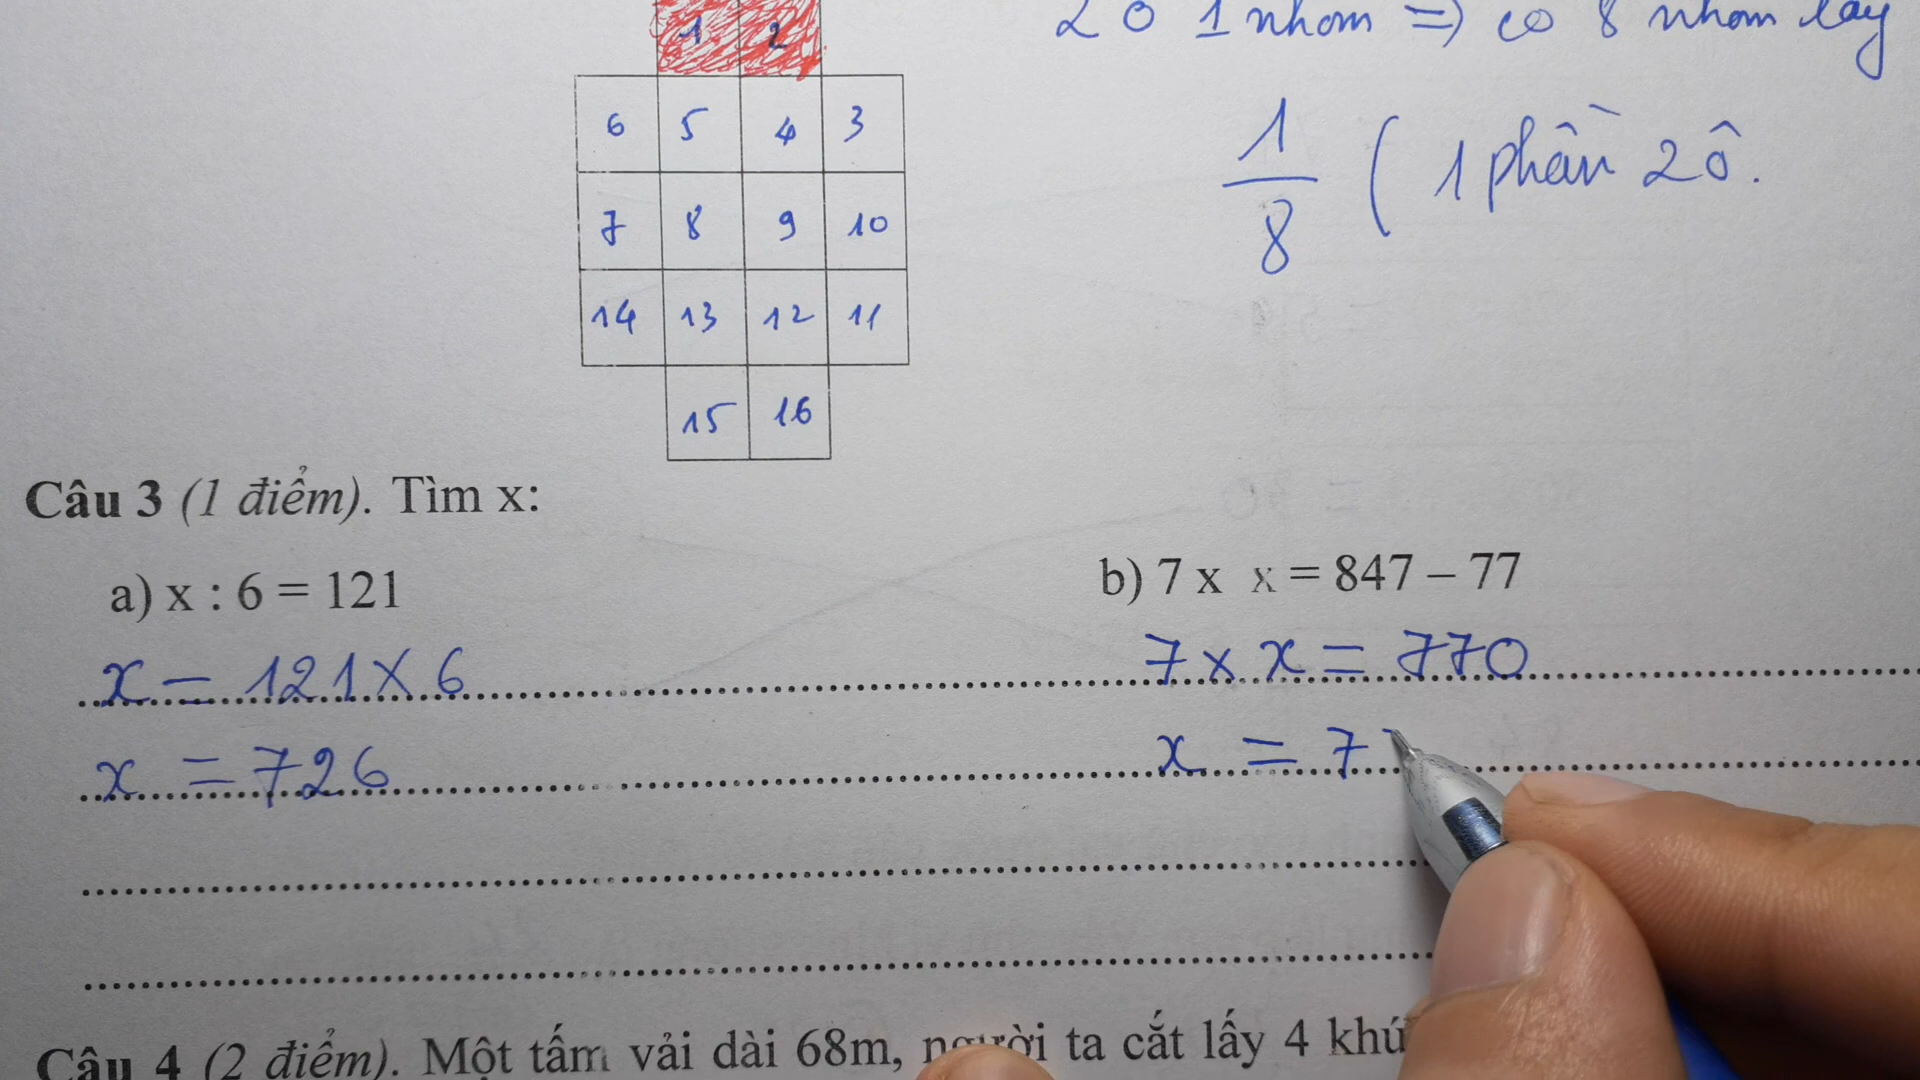 2 ô 1 nhóm => có 8 nhóm lấy
1 2
6 5 4 3
1/8 ( 1 phần 2 ô.
7 8 9 10
14 13 12 11
15 16
Câu 3 (1 điểm). Tìm x:
a) x : 6 = 121
b) 7 x x = 847 – 77
x = 121 x 6
7 x x = 770
x = 726
x = 77
Câu 4 (2 điểm). Một tấm vải dài 68m, người ta cắt lấy 4 khú